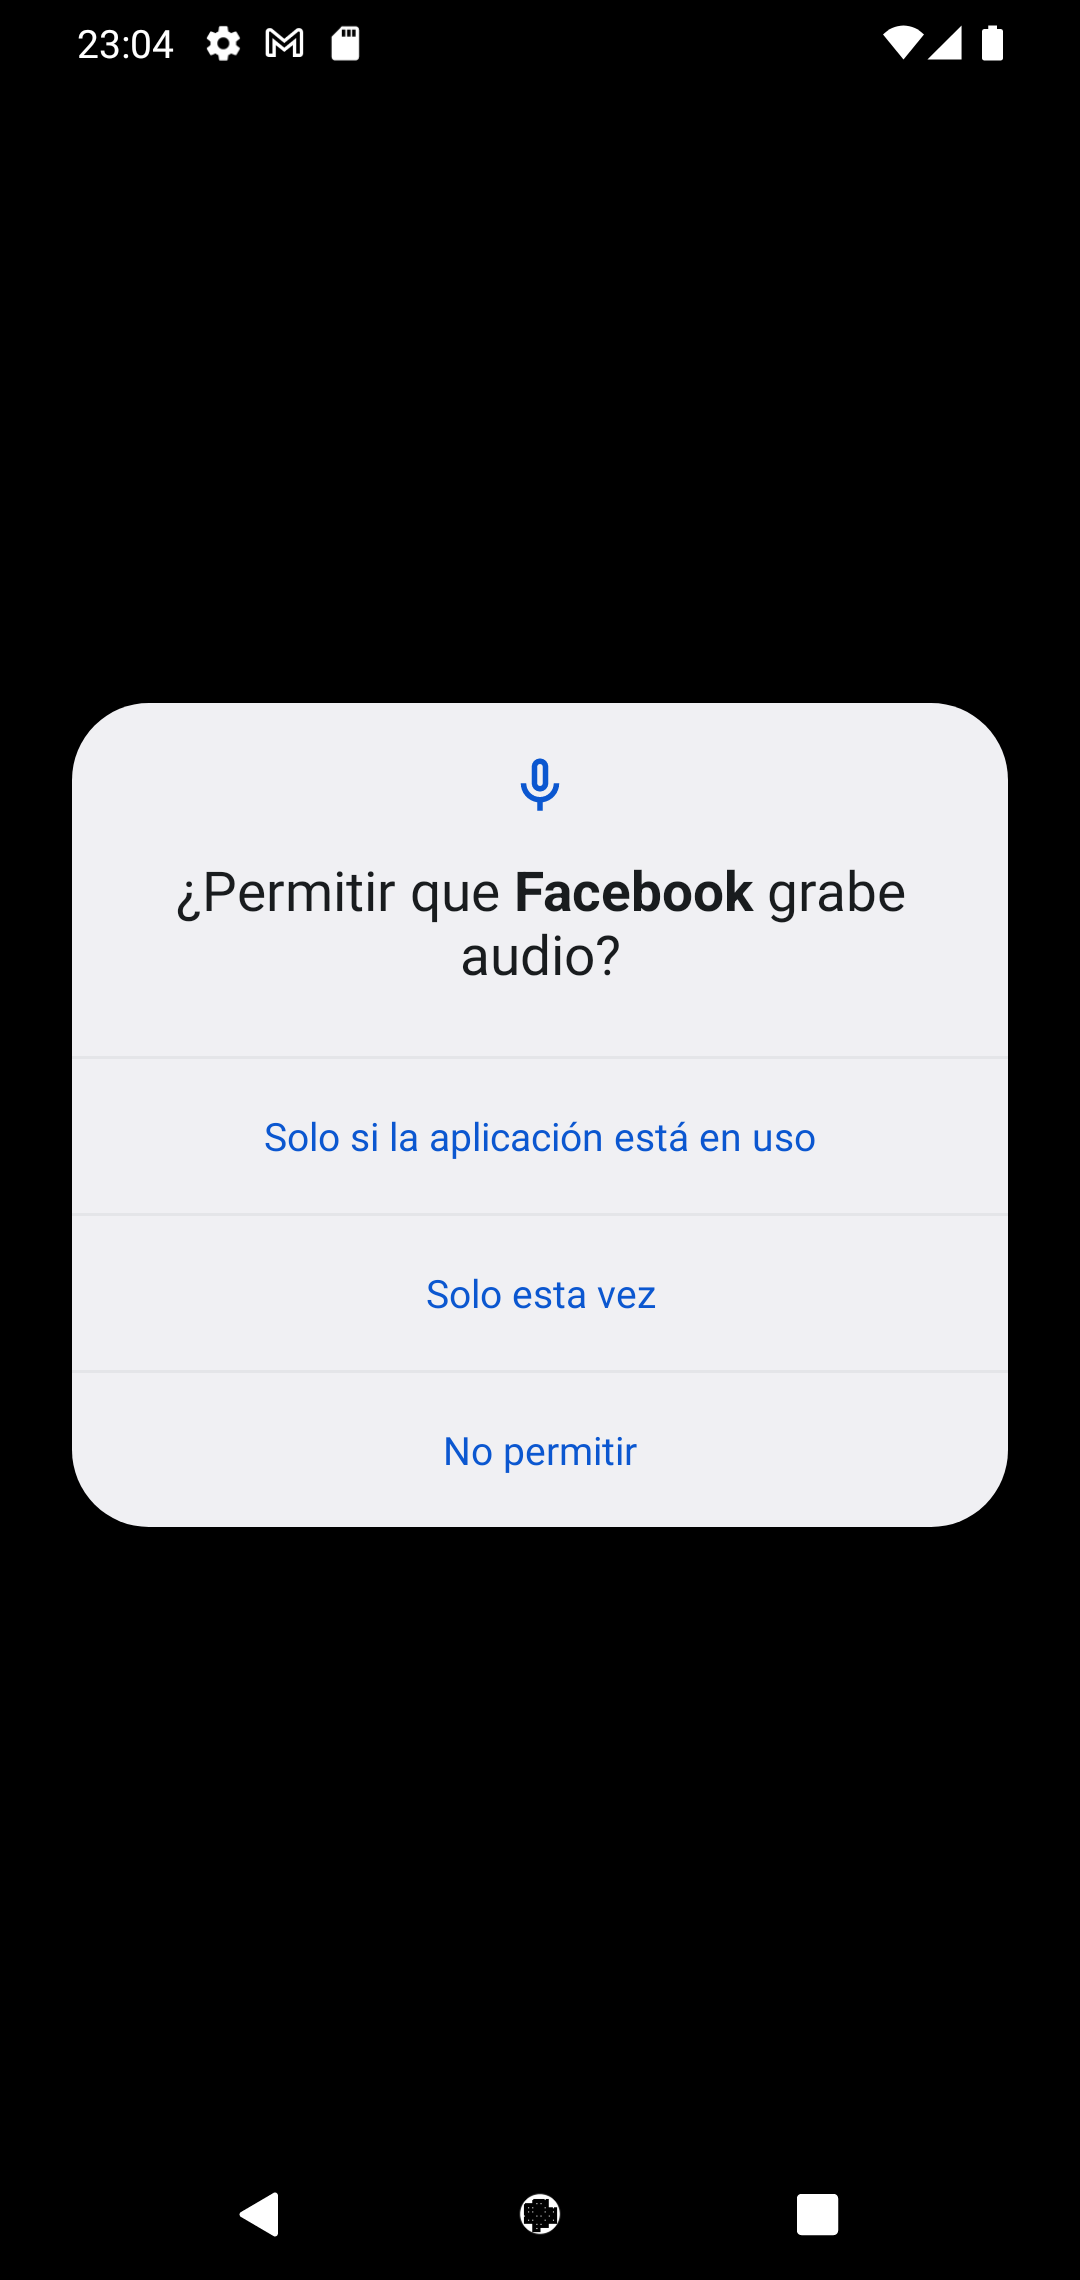 23:04
¿Permitir que Facebook grabe
audio?
Solo si la aplicación está en uso
Solo esta vez
No permitir